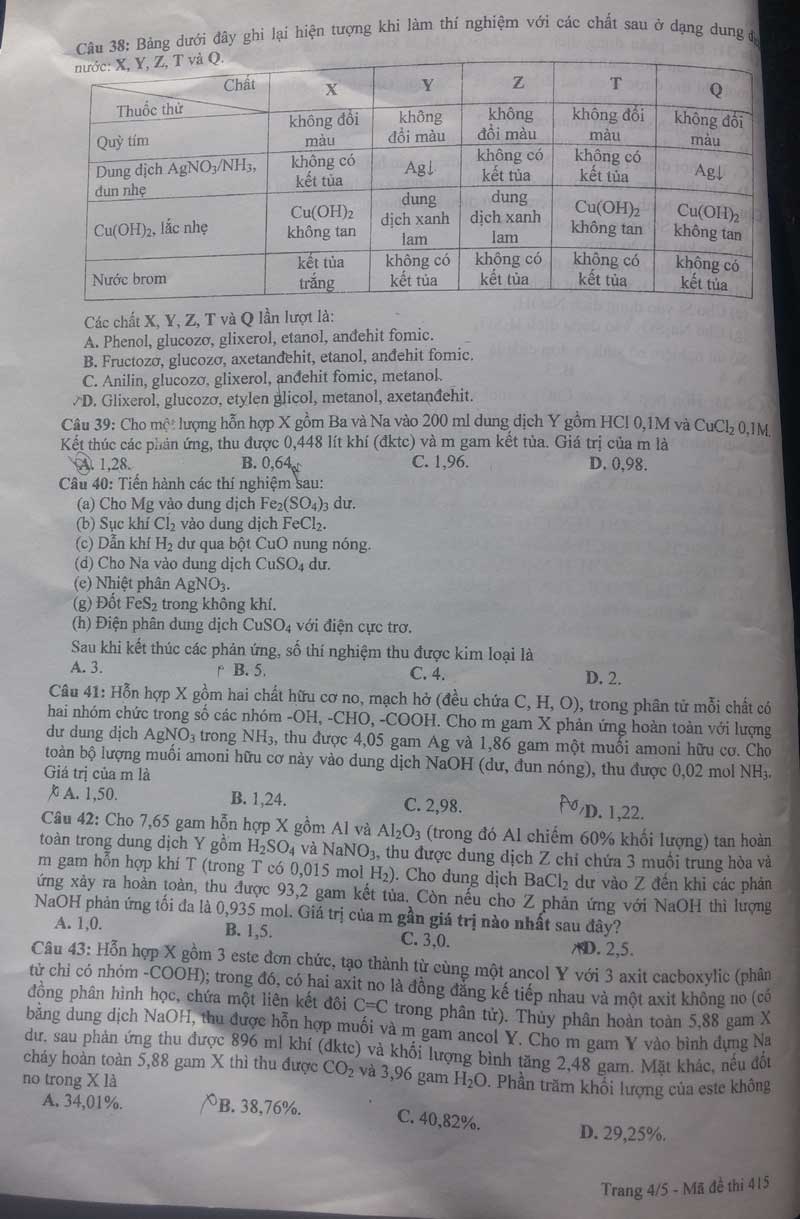 Câu 38: Bảng dưới đây ghi lại hiện tượng khi làm thí nghiệm với các chất sau ở dạng dung
nước: X, Y, Z, T và Q.
Chất X Y Z T Q
Thuốc thử
Quỳ tím không đổi màu không đổi màu không đổi màu không đổi màu không đổi màu
Dung dịch AgNO₃/NH₃, đun nhẹ không có kết tủa Ag↓ không có kết tủa không có kết tủa Ag↓
Cu(OH)₂, lắc nhẹ Cu(OH)₂ không tan dung dịch xanh lam dung dịch xanh lam Cu(OH)₂ không tan Cu(OH)₂ không tan
Nước brom kết tủa trắng không có kết tủa không có kết tủa không có kết tủa không có kết tủa
Các chất X, Y, Z, T và Q lần lượt là:
A. Phenol, glucozơ, glixerol, etanol, anđehit fomic.
B. Fructozơ, glucozơ, axetanđehit, etanol, anđehit fomic.
C. Anilin, glucozơ, glixerol, anđehit fomic, metanol.
D. Glixerol, glucozơ, etylen glicol, metanol, axetanđehit.
Câu 39: Cho một lượng hỗn hợp X gồm Ba và Na vào 200 ml dung dịch Y gồm HCl 0,1M và CuCl₂ 0,1M.
Kết thúc các phản ứng, thu được 0,448 lít khí (đktc) và m gam kết tủa. Giá trị của m là
A. 1,28. B. 0,64. C. 1,96. D. 0,98.
Câu 40: Tiến hành các thí nghiệm sau:
(a) Cho Mg vào dung dịch Fe₂(SO₄)₃ dư.
(b) Sục khí Cl₂ vào dung dịch FeCl₂.
(c) Dẫn khí H₂ dư qua bột CuO nung nóng.
(d) Cho Na vào dung dịch CuSO₄ dư.
(e) Nhiệt phân AgNO₃.
(g) Đốt FeS₂ trong không khí.
(h) Điện phân dung dịch CuSO₄ với điện cực trơ.
Sau khi kết thúc các phản ứng, số thí nghiệm thu được kim loại là
A. 3. B. 5. C. 4. D. 2.
Câu 41: Hỗn hợp X gồm hai chất hữu cơ no, mạch hở (đều chứa C, H, O), trong phân tử mỗi chất có
hai nhóm chức trong số các nhóm -OH, -CHO, -COOH. Cho m gam X phản ứng hoàn toàn với lượng
dư dung dịch AgNO₃ trong NH₃, thu được 4,05 gam Ag và 1,86 gam một muối amoni hữu cơ. Cho
toàn bộ lượng muối amoni hữu cơ này vào dung dịch NaOH (dư, đun nóng), thu được 0,02 mol NH₃.
Giá trị của m là
A. 1,50. B. 1,24. C. 2,98. D. 1,22.
Câu 42: Cho 7,65 gam hỗn hợp X gồm Al và Al₂O₃ (trong đó Al chiếm 60% khối lượng) tan hoàn
toàn trong dung dịch Y gồm H₂SO₄ và NaNO₃, thu được dung dịch Z chỉ chứa 3 muối trung hòa và
m gam hỗn hợp khí T (trong T có 0,015 mol H₂). Cho dung dịch BaCl₂ dư vào Z đến khi các phản
ứng xảy ra hoàn toàn, thu được 93,2 gam kết tủa. Còn nếu cho Z phản ứng với NaOH thì lượng
NaOH phản ứng tối đa là 0,935 mol. Giá trị của m gần giá trị nào nhất sau đây?
A. 1,0. B. 1,5. C. 3,0. D. 2,5.
Câu 43: Hỗn hợp X gồm 3 este đơn chức, tạo thành từ cùng một ancol Y với 3 axit cacboxylic (phân
tử chỉ có nhóm -COOH); trong đó, có hai axit no là đồng đẳng kế tiếp nhau và một axit không no (có
đồng phân hình học, chứa một liên kết đôi C=C trong phân tử). Thủy phân hoàn toàn 5,88 gam X
bằng dung dịch NaOH, thu được hỗn hợp muối và m gam ancol Y. Cho m gam Y vào bình đựng Na
dư, sau phản ứng thu được 896 ml khí (đktc) và khối lượng bình tăng 2,48 gam. Mặt khác, nếu đốt
cháy hoàn toàn 5,88 gam X thì thu được CO₂ và 3,96 gam H₂O. Phần trăm khối lượng của este không
no trong X là
A. 34,01%. B. 38,76%. C. 40,82%. D. 29,25%.
Trang 4/5 - Mã đề thi 415